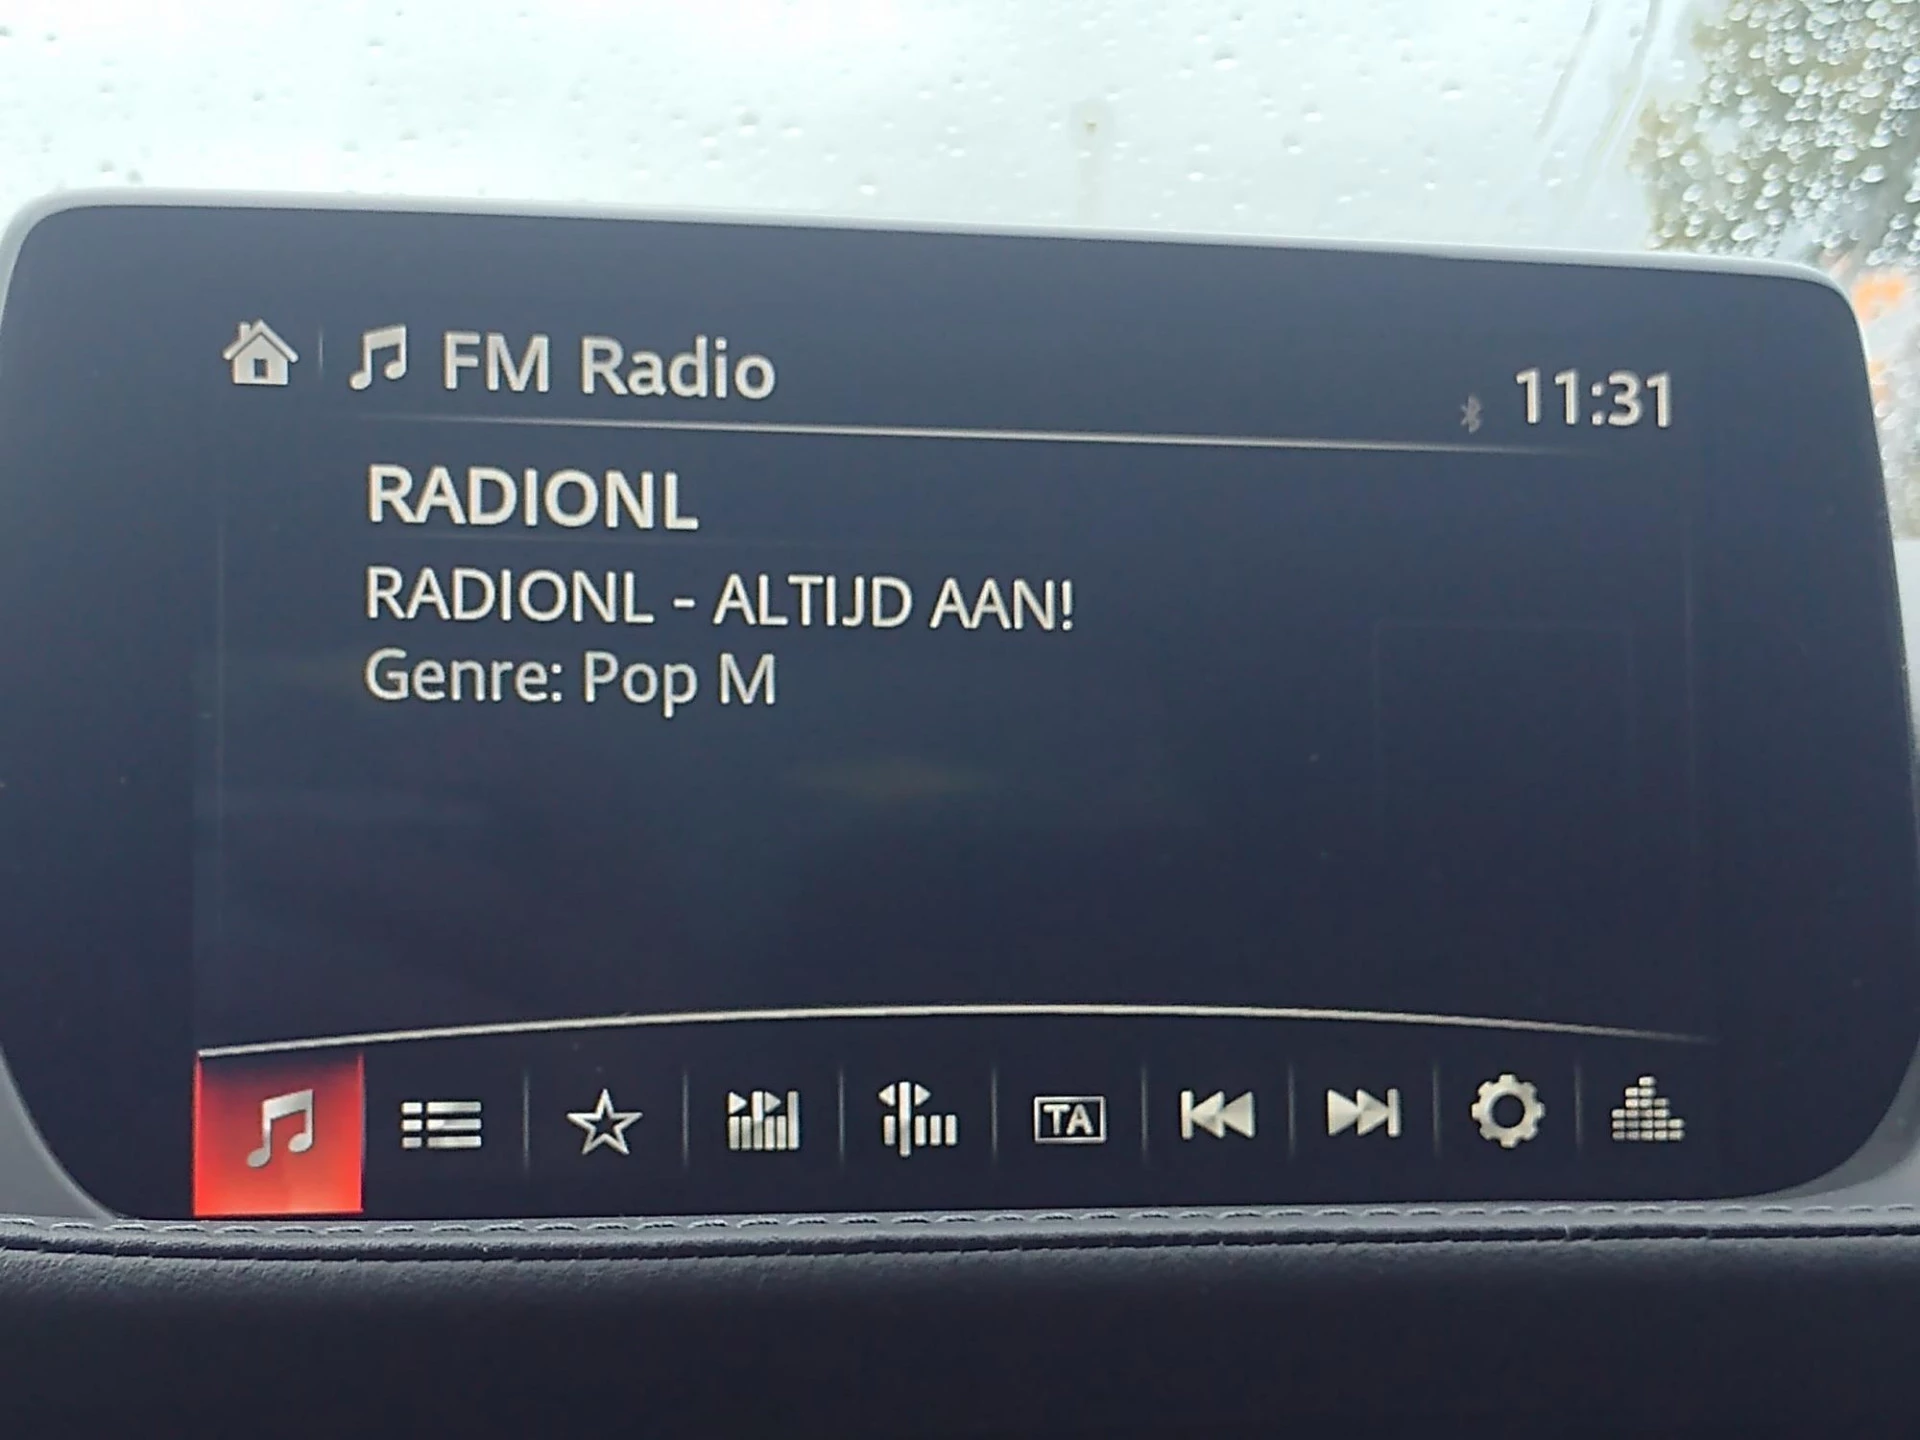 FM Radio
11:31
RADIONL
RADIONL - ALTIJD AAN!
Genre: Pop M
TA